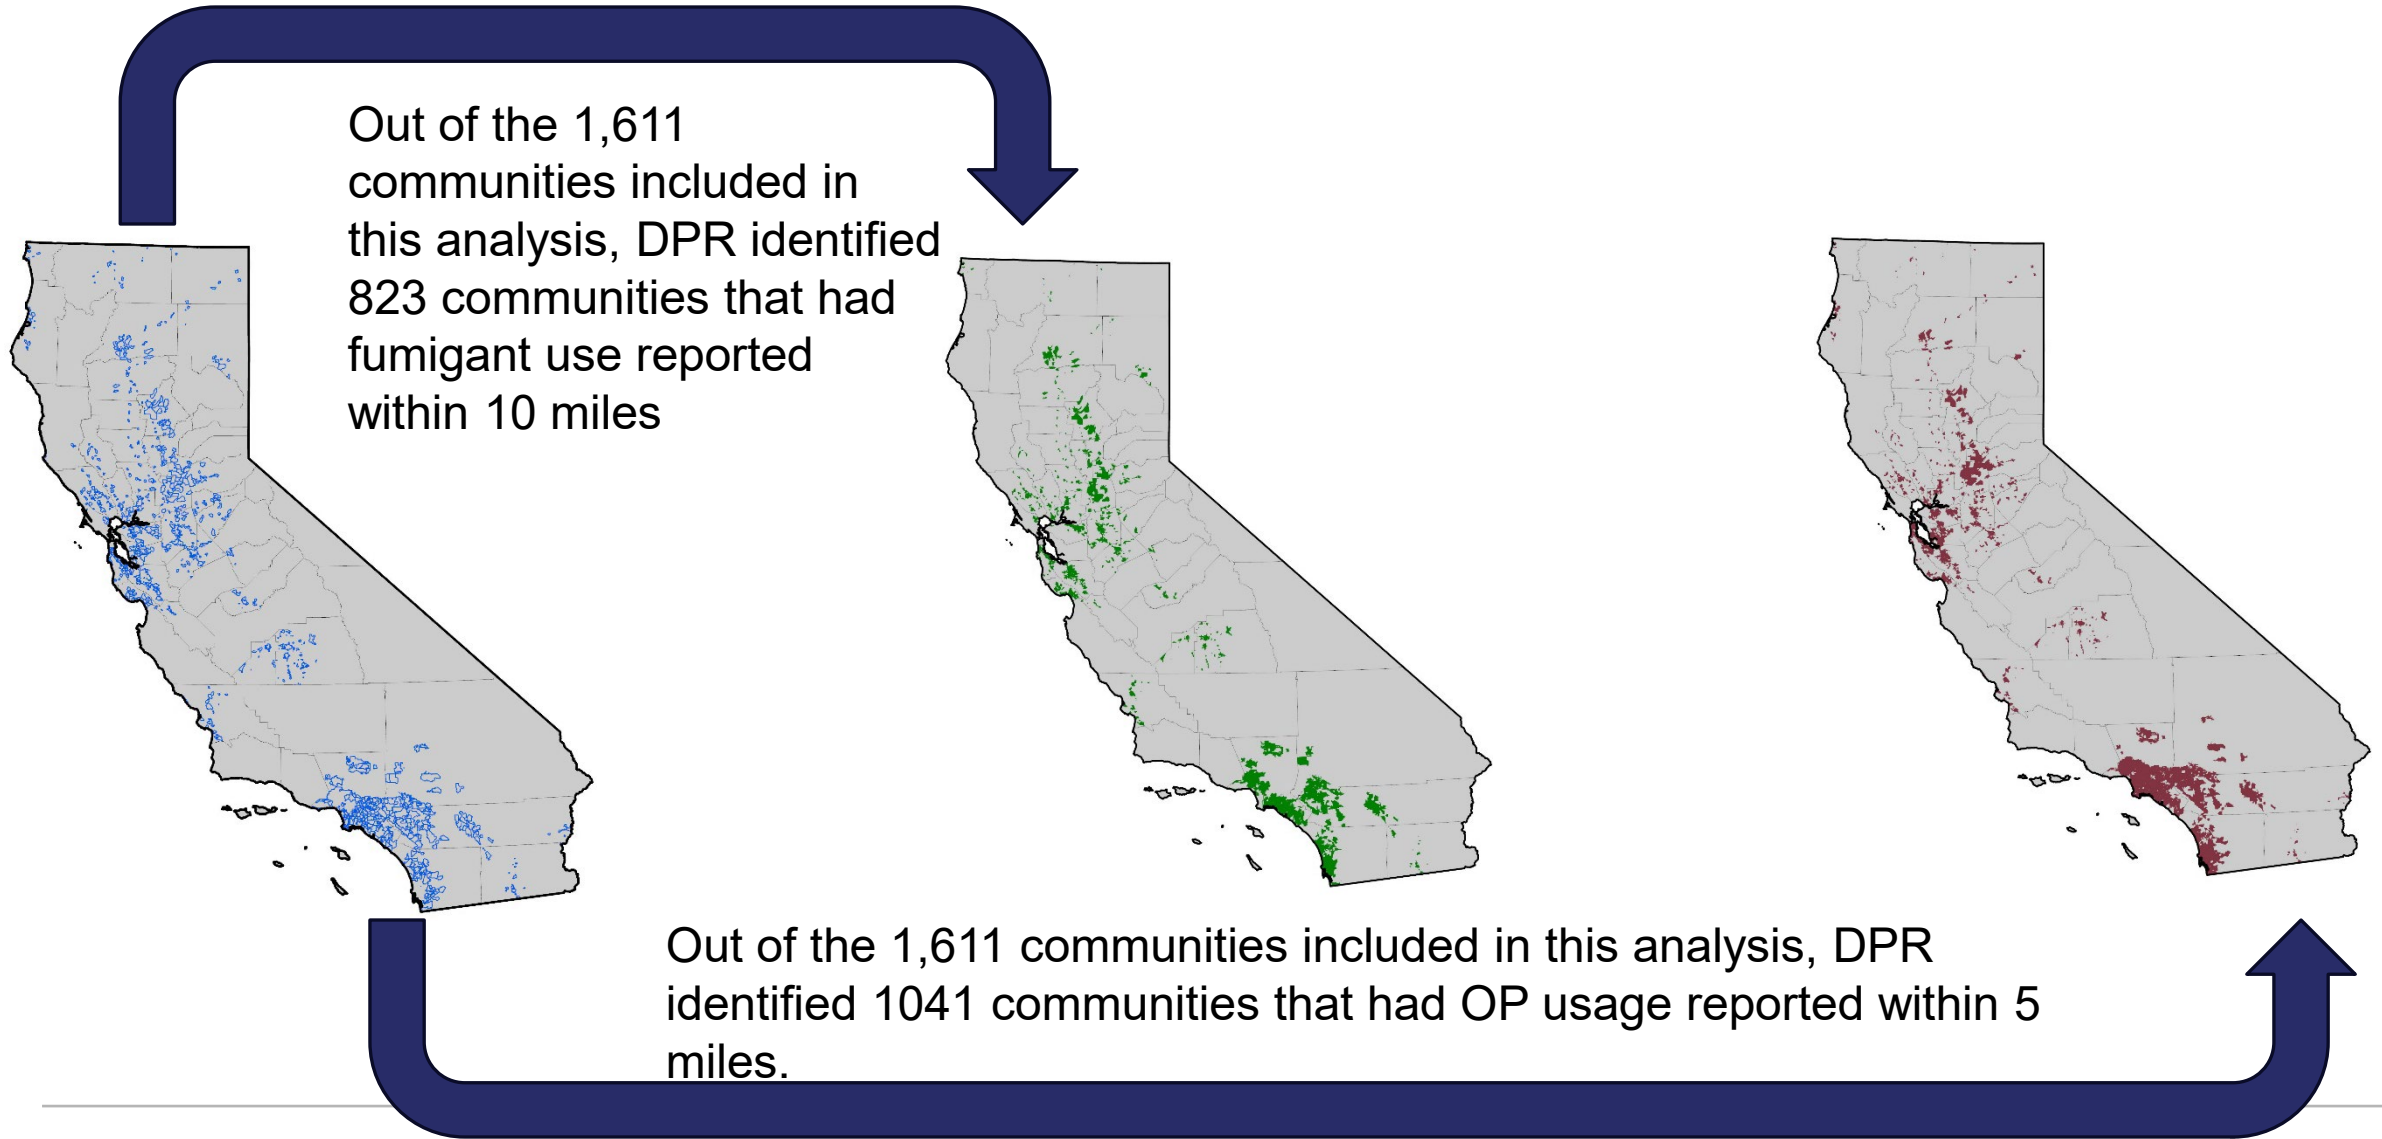 Out of the 1,611
communities included in
this analysis, DPR identified
823 communities that had
fumigant use reported
within 10 miles
Out of the 1,611 communities included in this analysis, DPR
identified 1041 communities that had OP usage reported within 5
miles.